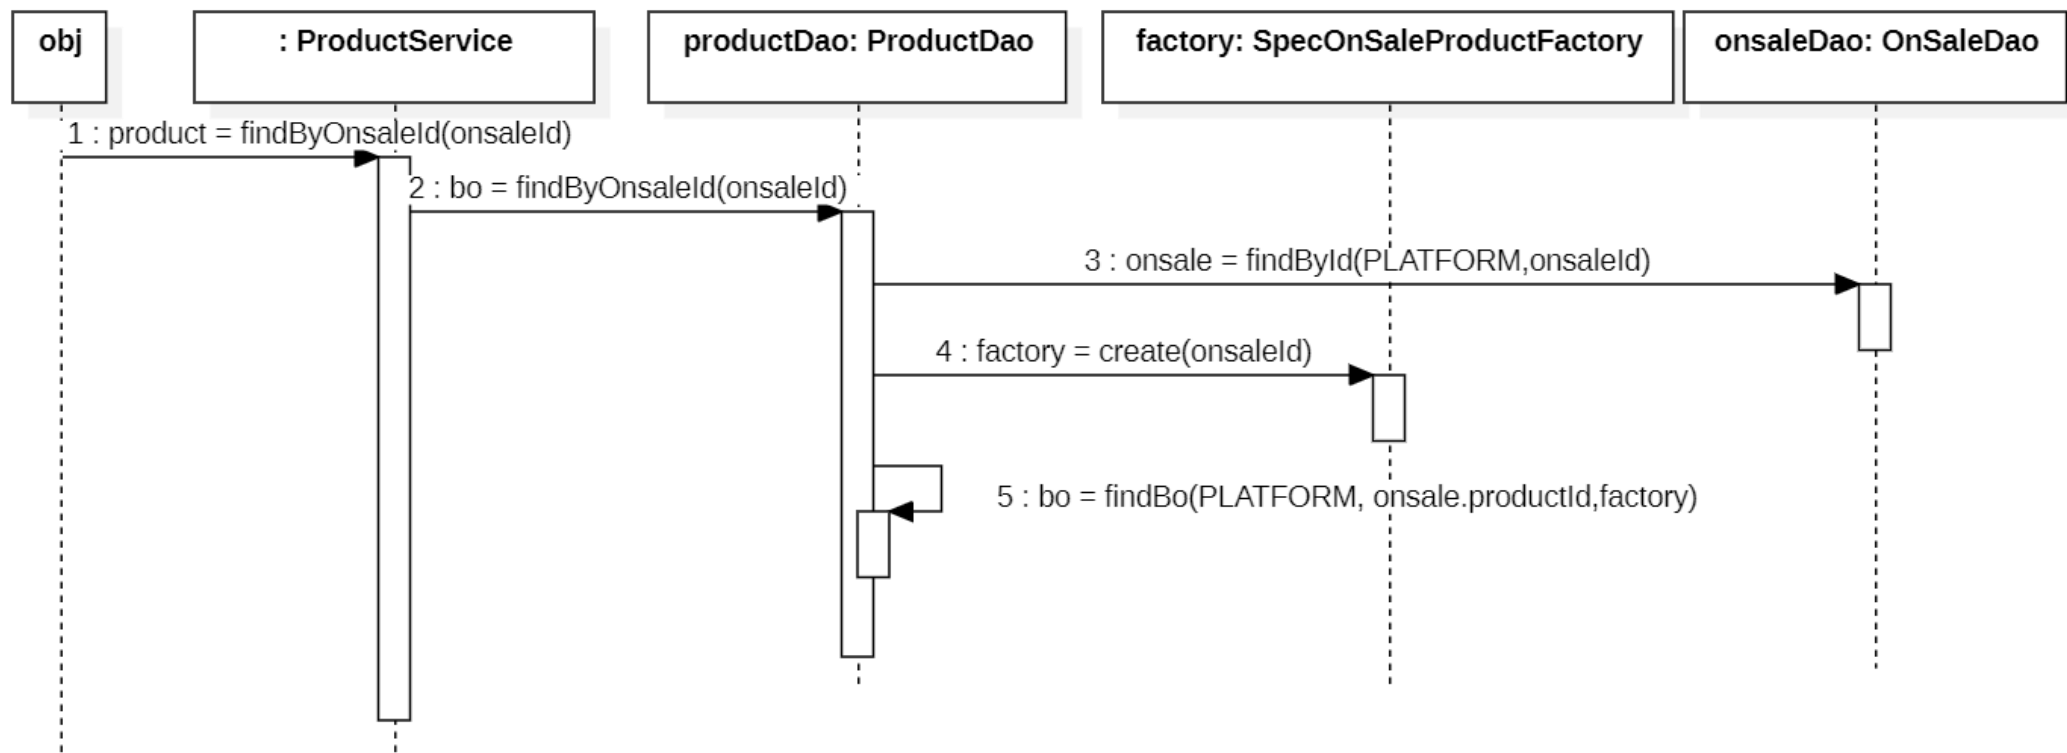 obj
: ProductService
productDao: ProductDao
factory: SpecOnSaleProductFactory
onsaleDao: OnSaleDao
1 : product = findByOnsaleId(onsaleId)
2 : bo = findByOnsaleId(onsaleId)
3 : onsale = findById(PLATFORM,onsaleId)
4 : factory = create(onsaleId)
5 : bo = findBo(PLATFORM, onsale.productId,factory)